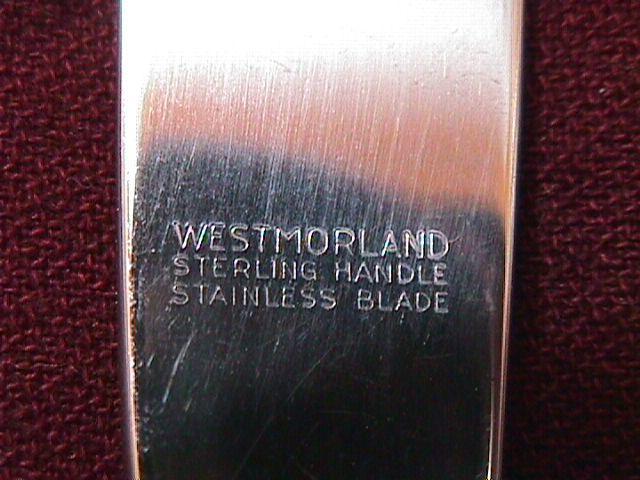 WESTMORLAND
STERLING HANDLE
STAINLESS BLADE